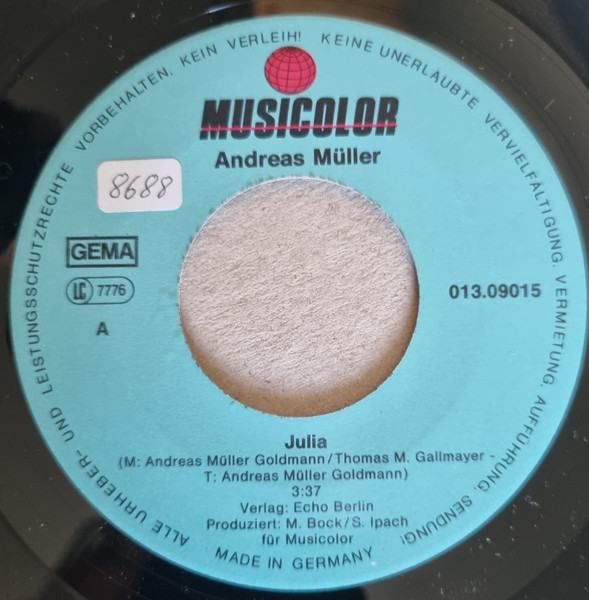 ALLE URHEBER- UND LEISTUNGSSCHUTZRECHTE VORBEHALTEN, KEIN VERLEIH! KEINE UNERLAUBTE VERVIELFÄLTIGUNG, VERMIETUNG, AUFFÜHRUNG, SENDUNG!
MUSICOLOR
Andreas Müller
8688
GEMA
LC 7776
A
013.09015
Julia
(M: Andreas Müller Goldmann/Thomas M. Gallmayer -
T: Andreas Müller Goldmann)
3:37
Verlag: Echo Berlin
Produziert: M. Bock/S. Ipach
für Musicolor
MADE IN GERMANY